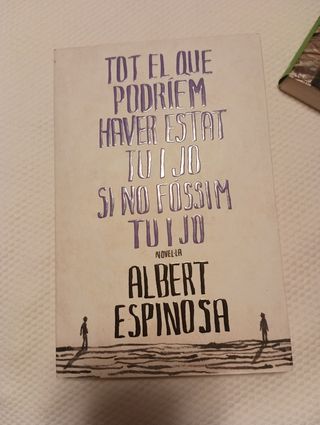 TOT EL QUE
PODRÍEM
HAVER ESTAT
TU I JO
SI NO FÓSSIM
TU I JO
NOVEL·LA
ALBERT
ESPINOSA